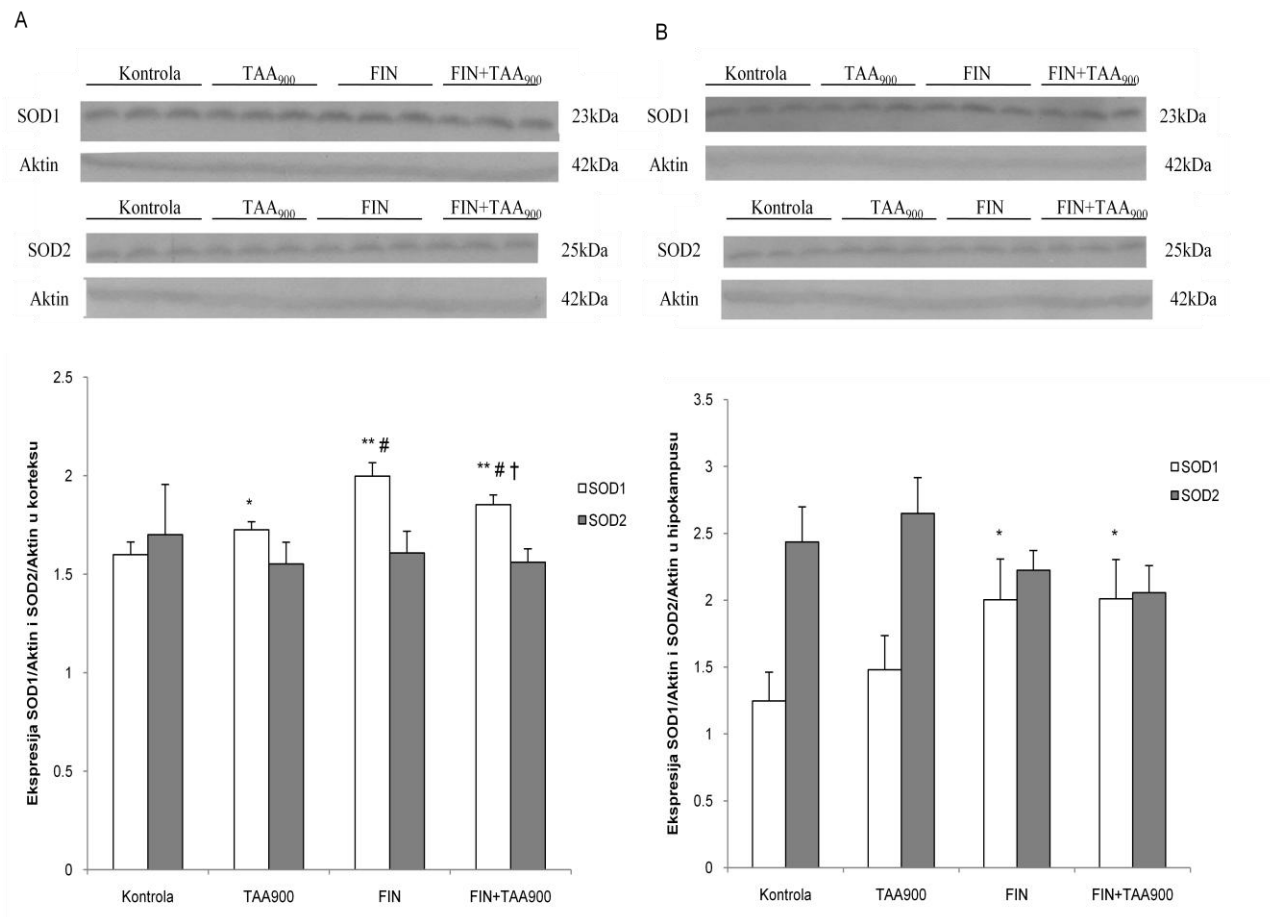 A
Kontrola TAA900 FIN FIN+TAA900
SOD1 23kDa
Aktin 42kDa
Kontrola TAA900 FIN FIN+TAA900
SOD2 25kDa
Aktin 42kDa
2.5
2
1.5
1
0.5
0
Ekspresija SOD1/Aktin i SOD2/Aktin u korteksu
*
** #
** # †
SOD1
SOD2
Kontrola TAA900 FIN FIN+TAA900
B
Kontrola TAA900 FIN FIN+TAA900
SOD1 23kDa
Aktin 42kDa
Kontrola TAA900 FIN FIN+TAA900
SOD2 25kDa
Aktin 42kDa
3.5
3
2.5
2
1.5
1
0.5
0
Ekspresija SOD1/Aktin i SOD2/Aktin u hipokampusu
*
*
SOD1
SOD2
Kontrola TAA900 FIN FIN+TAA900